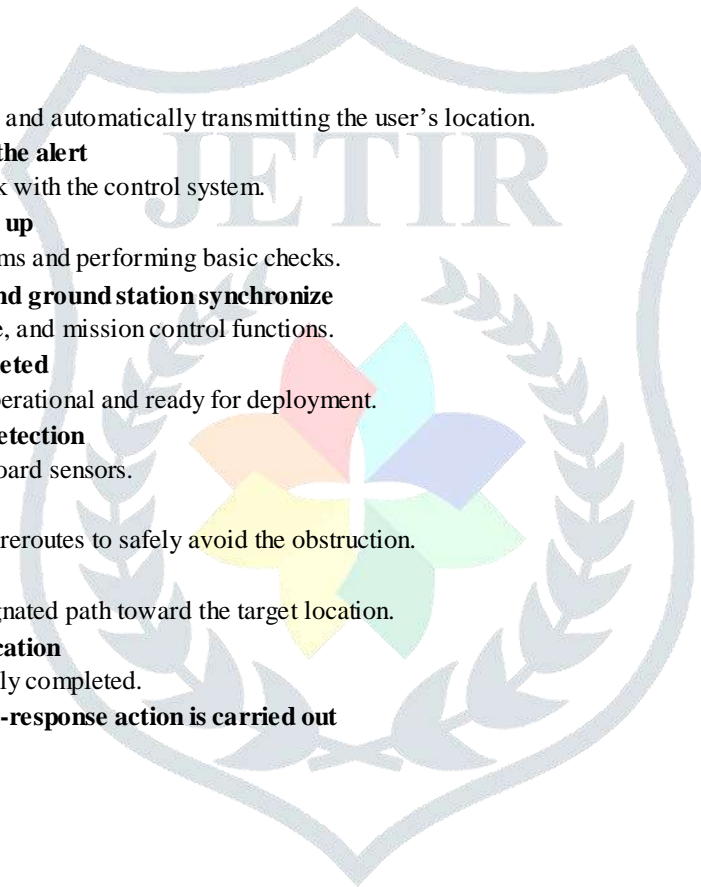 and automatically transmitting the user’s location.
the alert
k with the control system.
up
ms and performing basic checks.
nd ground station synchronize
e, and mission control functions.
eted
perational and ready for deployment.
etection
oard sensors.
reroutes to safely avoid the obstruction.
gnated path toward the target location.
cation
ly completed.
-response action is carried out
JETIR